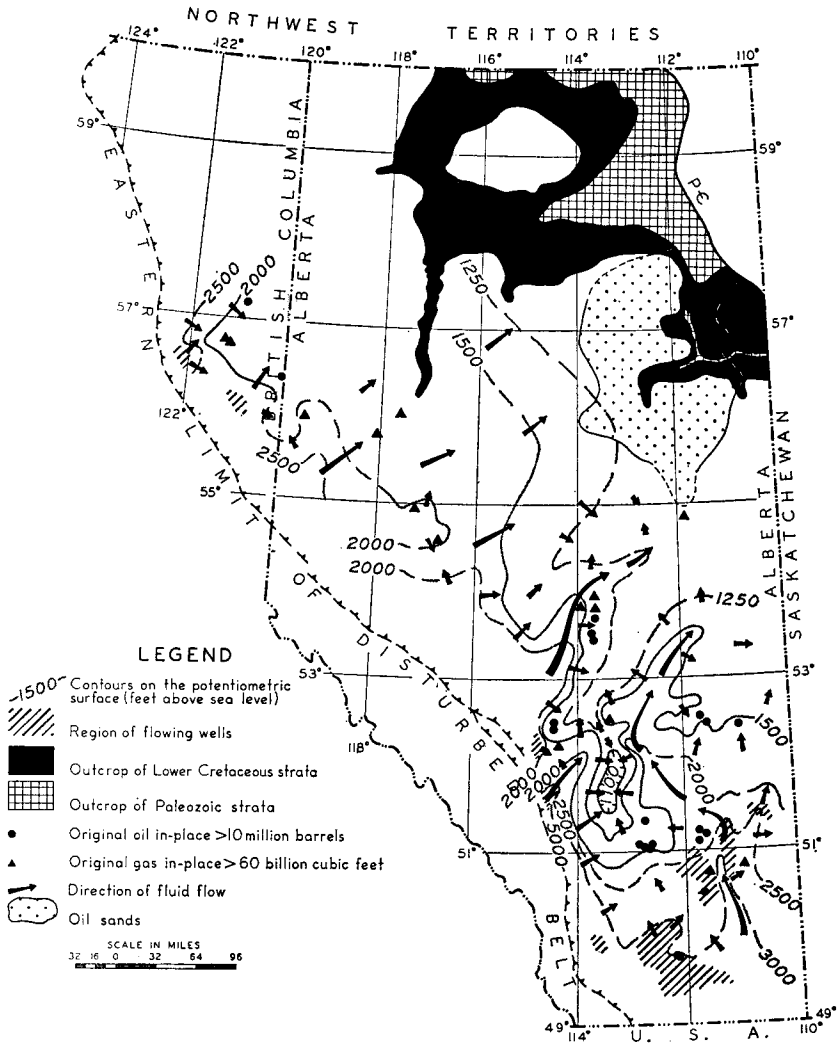 NORTHWEST TERRITORIES
124°
122°
120°
118°
116°
114°
112°
110°
59°
59°
EASTERN LIMIT OF DISTURBED BELT
BRITISH COLUMBIA
ALBERTA
P Є
2500
2000
1250
1500
57°
57°
122°
2500
55°
ALBERTA
SASKATCHEWAN
2000
2000
1250
LEGEND
1500
Contours on the potentiometric
surface (feet above sea level)
Region of flowing wells
Outcrop of Lower Cretaceous strata
Outcrop of Paleozoic strata
Original oil in-place >10 million barrels
Original gas in-place > 60 billion cubic feet
Direction of fluid flow
Oil sands
SCALE IN MILES
32 16 0 32 64 96
53°
53°
118°
1500
2000
2000
2500
5000
51°
51°
2500
3000
49°
114°
U. S. A.
49°
110°